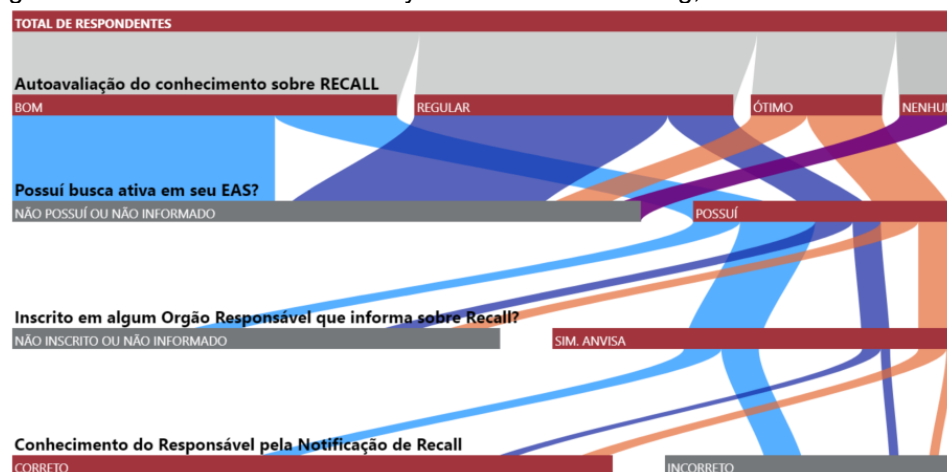 TOTAL DE RESPONDENTES
Autoavaliação do conhecimento sobre RECALL
BOM REGULAR ÓTIMO
Possuí busca ativa em seu EAS?
NÃO POSSUÍ OU NÃO INFORMADO POSSUÍ
Inscrito em algum Orgão Responsável que informa sobre Recall?
NÃO INSCRITO OU NÃO INFORMADO SIM. ANVISA
Conhecimento do Responsável pela Notificação de Recall
CORRETO INCORRETO